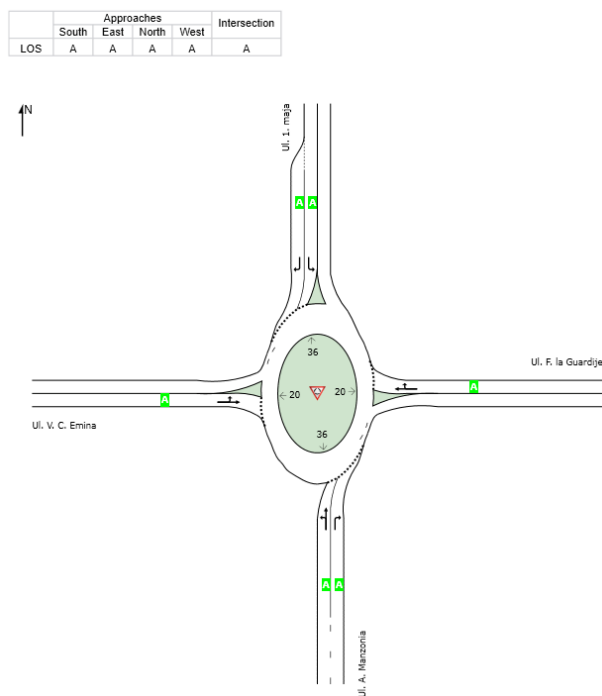 Approaches
Intersection
South East North West
LOS A A A A A
N
Ul. 1. maja
A A
36
Ul. F. la Guardije
20 20
A
A
Ul. V. C. Emina
36
A A
Ul. A. Manzonia